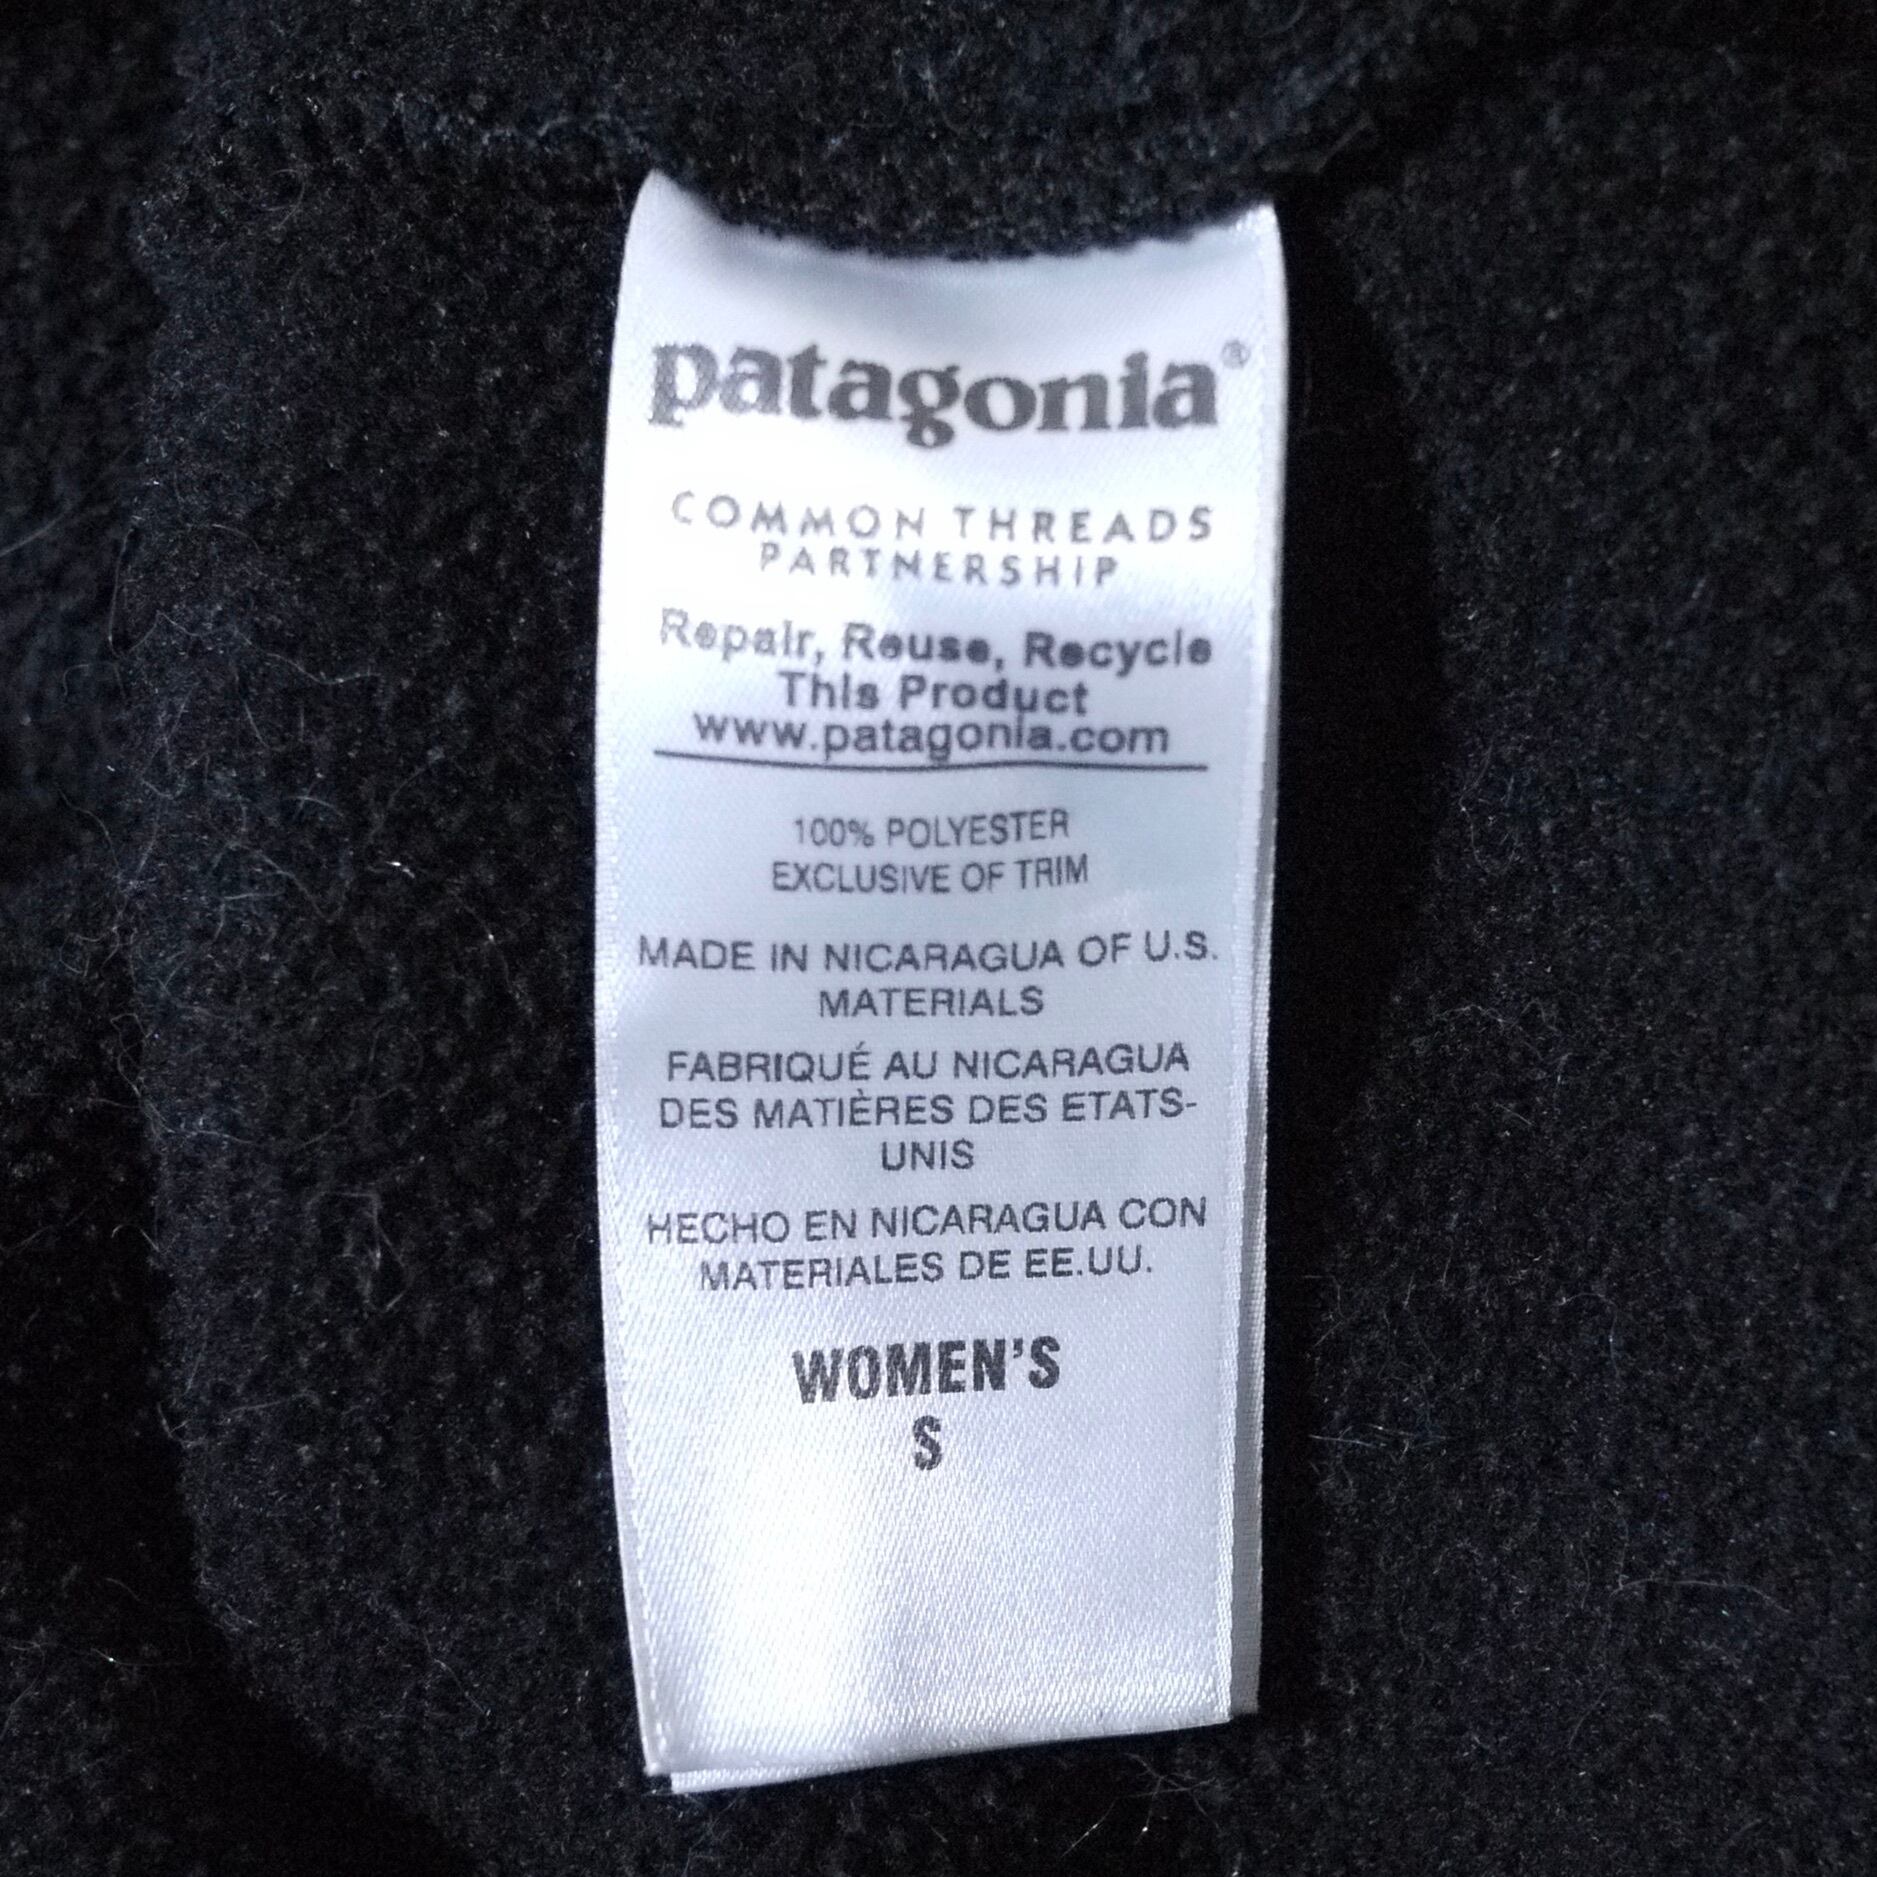 patagonia®
COMMON THREADS
PARTNERSHIP
Repair, Reuse, Recycle
This Product
www.patagonia.com
100% POLYESTER
EXCLUSIVE OF TRIM
MADE IN NICARAGUA OF U.S.
MATERIALS
FABRIQUÉ AU NICARAGUA
DES MATIÈRES DES ETATS-
UNIS
HECHO EN NICARAGUA CON
MATERIALES DE EE.UU.
WOMEN'S
S